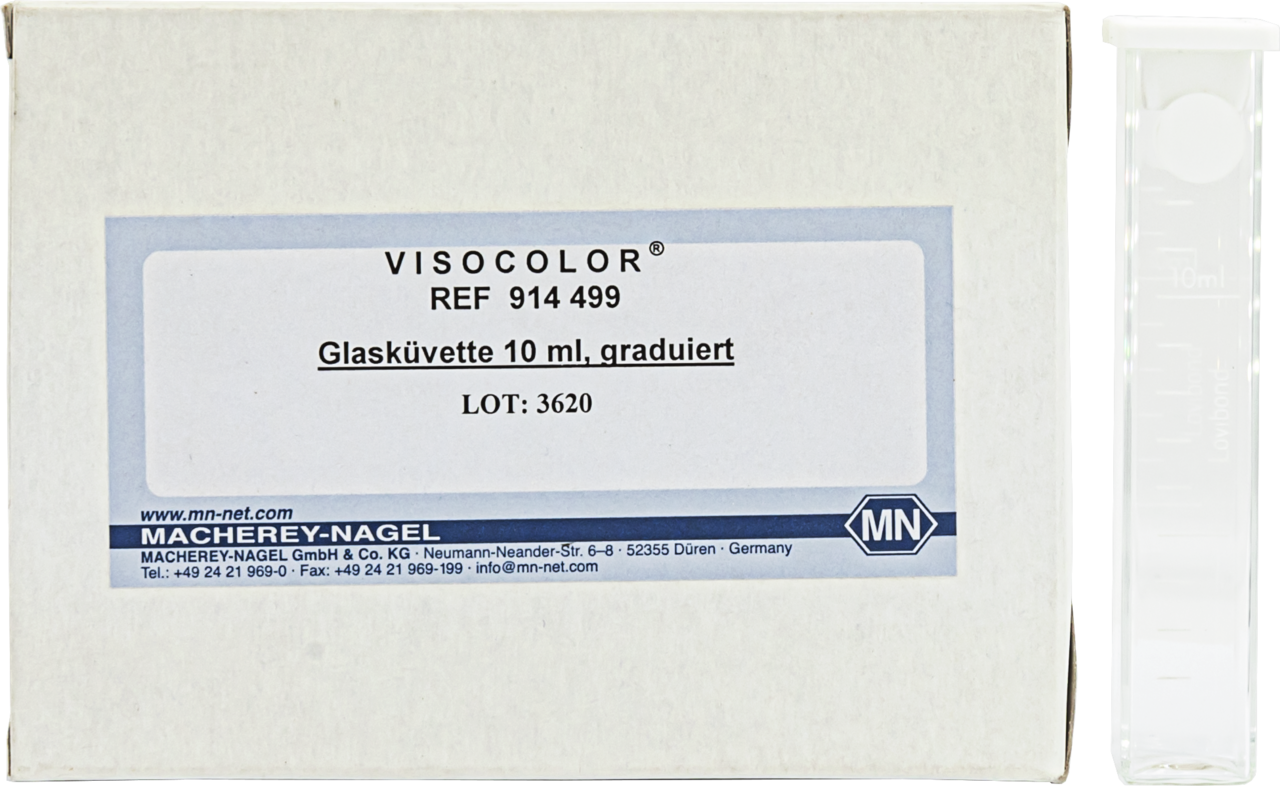 VISOCOLOR®
REF 914 499
Glasküvette 10 ml, graduiert
LOT: 3620
www.mn-net.com
MACHEREY-NAGEL
MN
MACHEREY-NAGEL GmbH & Co. KG · Neumann-Neander-Str. 6–8 · 52355 Düren · Germany
Tel.: +49 24 21 969-0 · Fax: +49 24 21 969-199 · info@mn-net.com
10ml
Lovibond